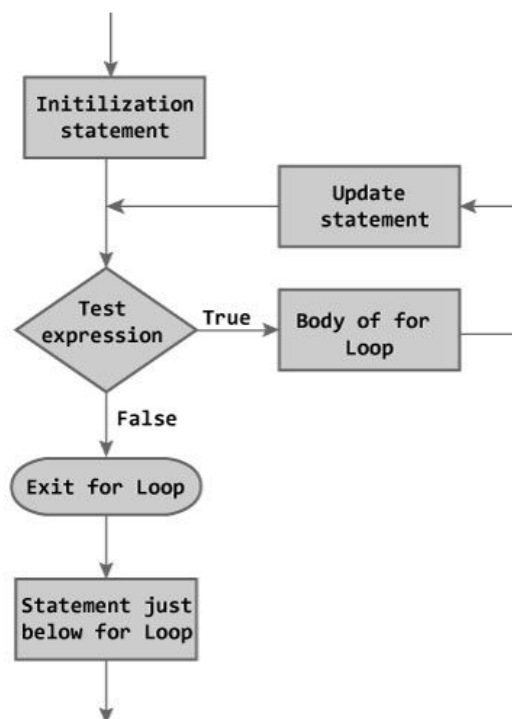 Initilization
statement
Update
statement
Test
expression
True
Body of for
Loop
False
Exit for Loop
Statement just
below for Loop